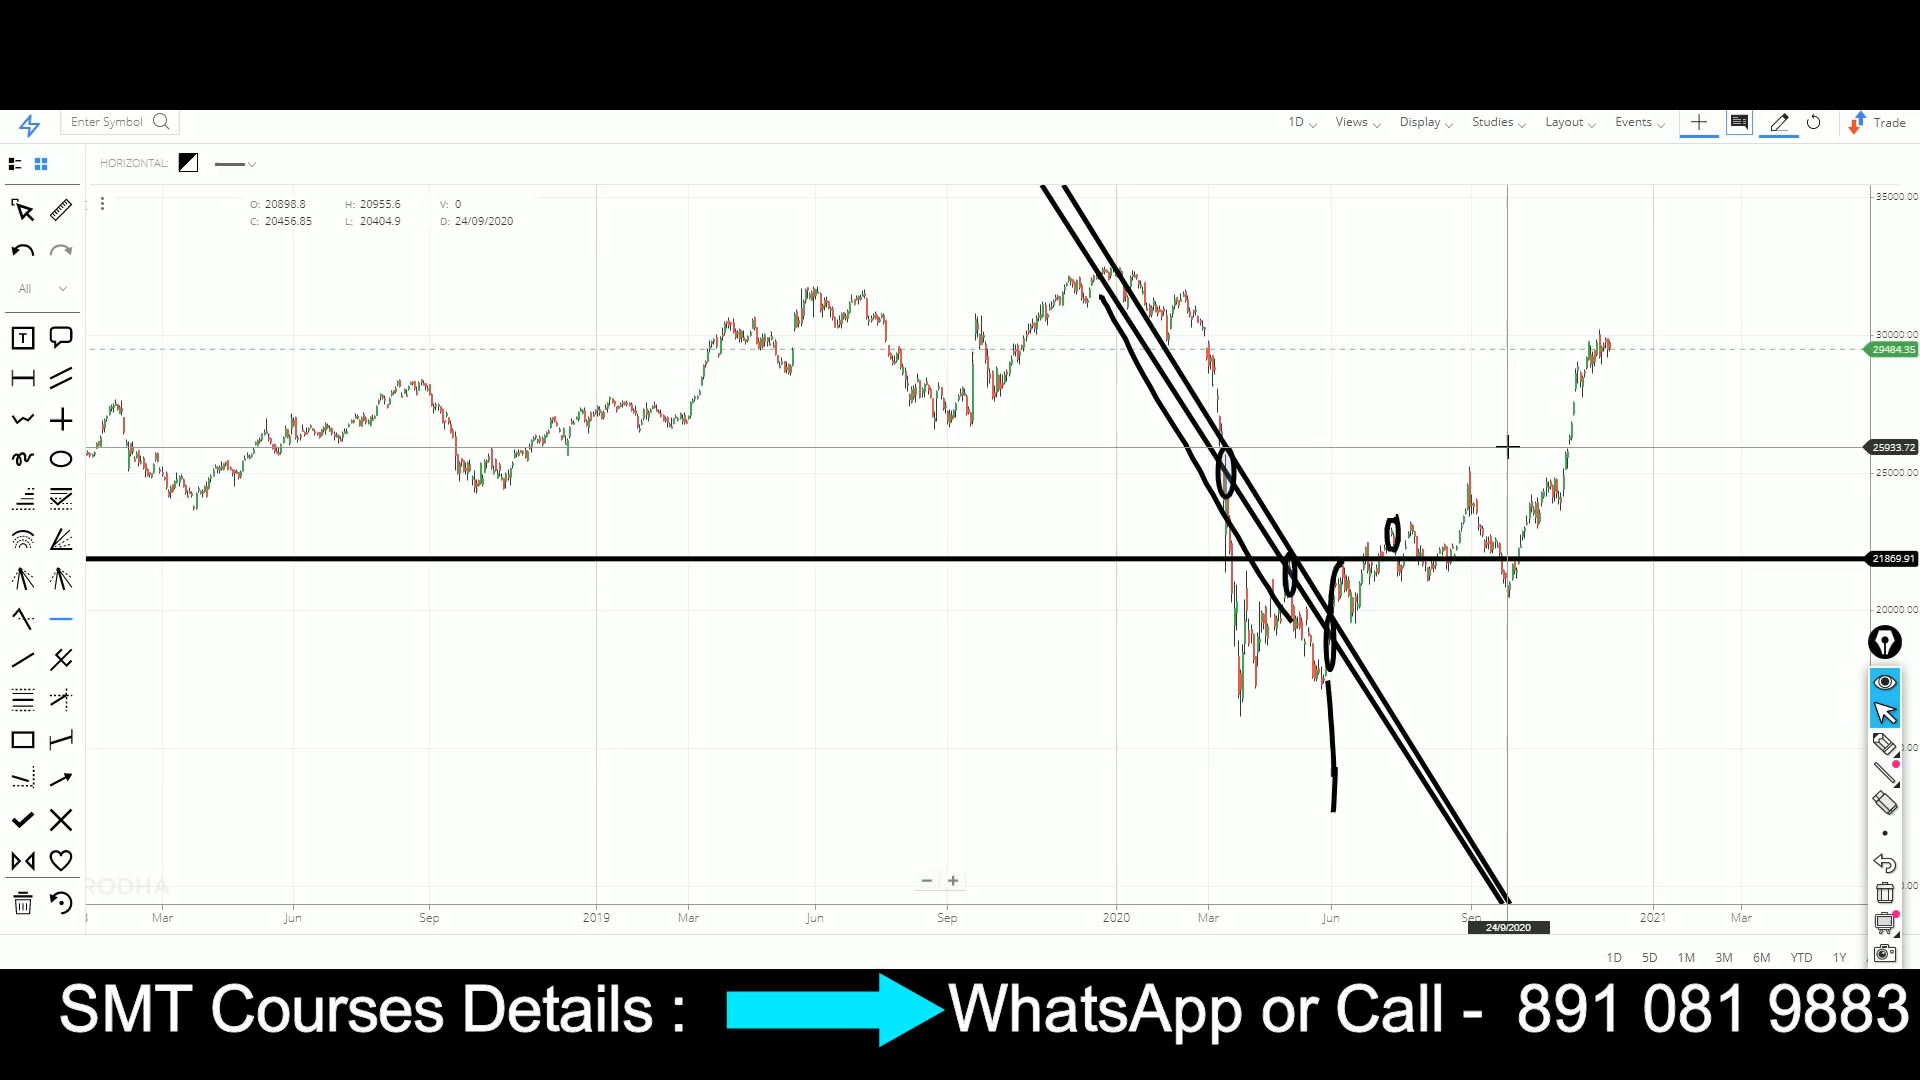 Enter Symbol
1D Views Display Studies Layout Events Trade
HORIZONTAL:
O: 20898.8 H: 20955.6 V: 0
C: 20456.85 L: 20404.9 D: 24/09/2020
35000.00
All
30000.00
29484.35
25933.72
25000.00
21869.91
20000.00
RODHA
Mar Jun Sep 2019 Mar Jun Sep 2020 Mar Jun Sep 2021 Mar
24/9/2020
1D 5D 1M 3M 6M YTD 1Y
SMT Courses Details : WhatsApp or Call - 891 081 9883